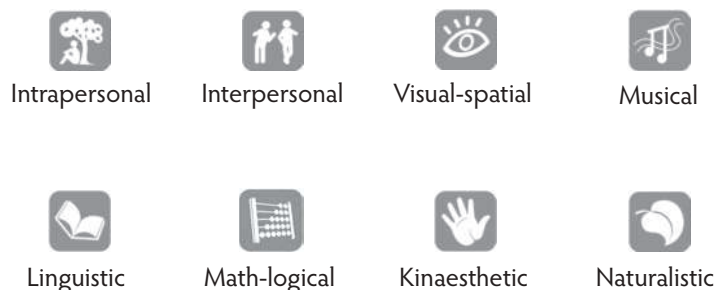 Intrapersonal Interpersonal Visual-spatial Musical
Linguistic Math-logical Kinaesthetic Naturalistic